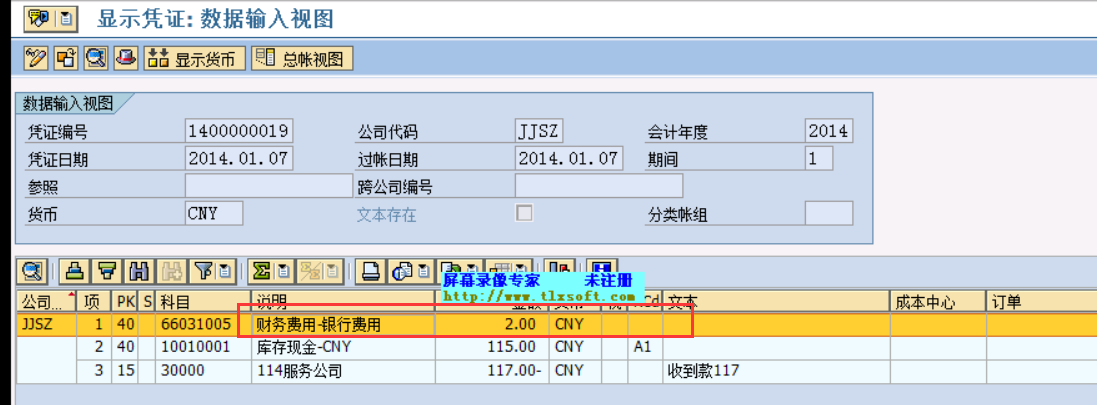 显示凭证: 数据输入视图
显示货币 总帐视图
数据输入视图
凭证编号 1400000019 公司代码 JJSZ 会计年度 2014
凭证日期 2014.01.07 过帐日期 2014.01.07 期间 1
参照 跨公司编号
货币 CNY 文本存在 分类帐组
屏幕录像专家 未注册
http://www.tlxsoft.com
公司... 项 PK S 科目 说明 文本 成本中心 订单
JJSZ 1 40 66031005 财务费用-银行费用 2.00 CNY
2 40 10010001 库存现金-CNY 115.00 CNY A1
3 15 30000 114服务公司 117.00- CNY 收到款117